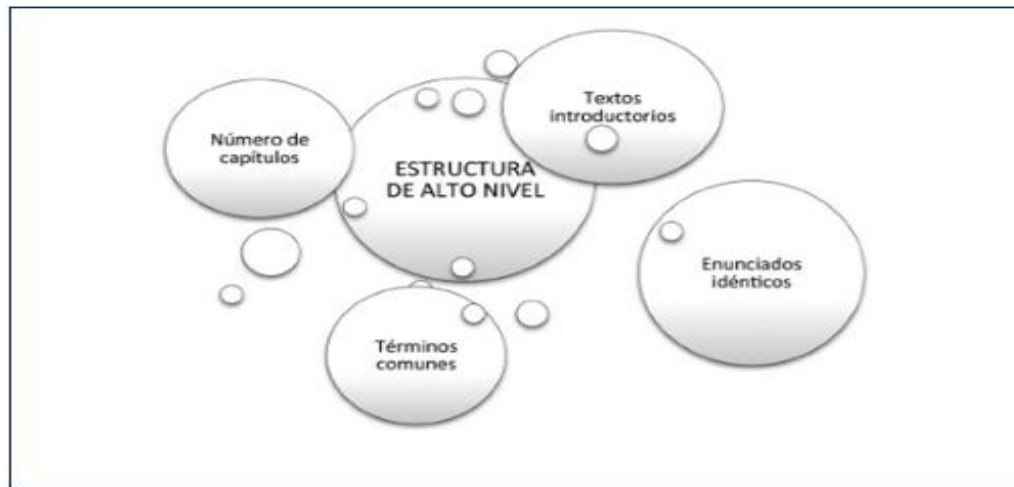 Número de
capítulos
ESTRUCTURA
DE ALTO NIVEL
Textos
introductorios
Enunciados
idénticos
Términos
comunes